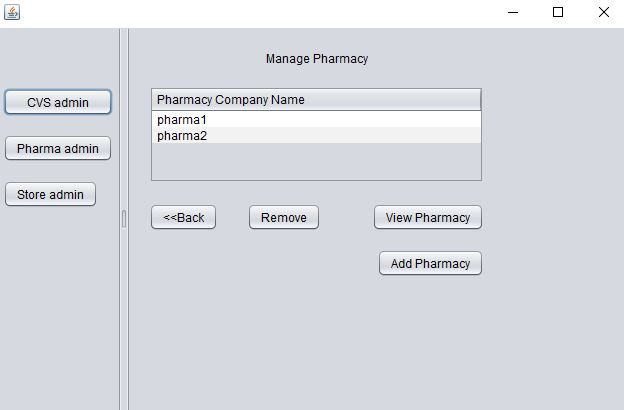 Manage Pharmacy
CVS admin
Pharma admin
Store admin
Pharmacy Company Name
pharma1
pharma2
<<Back
Remove
View Pharmacy
Add Pharmacy